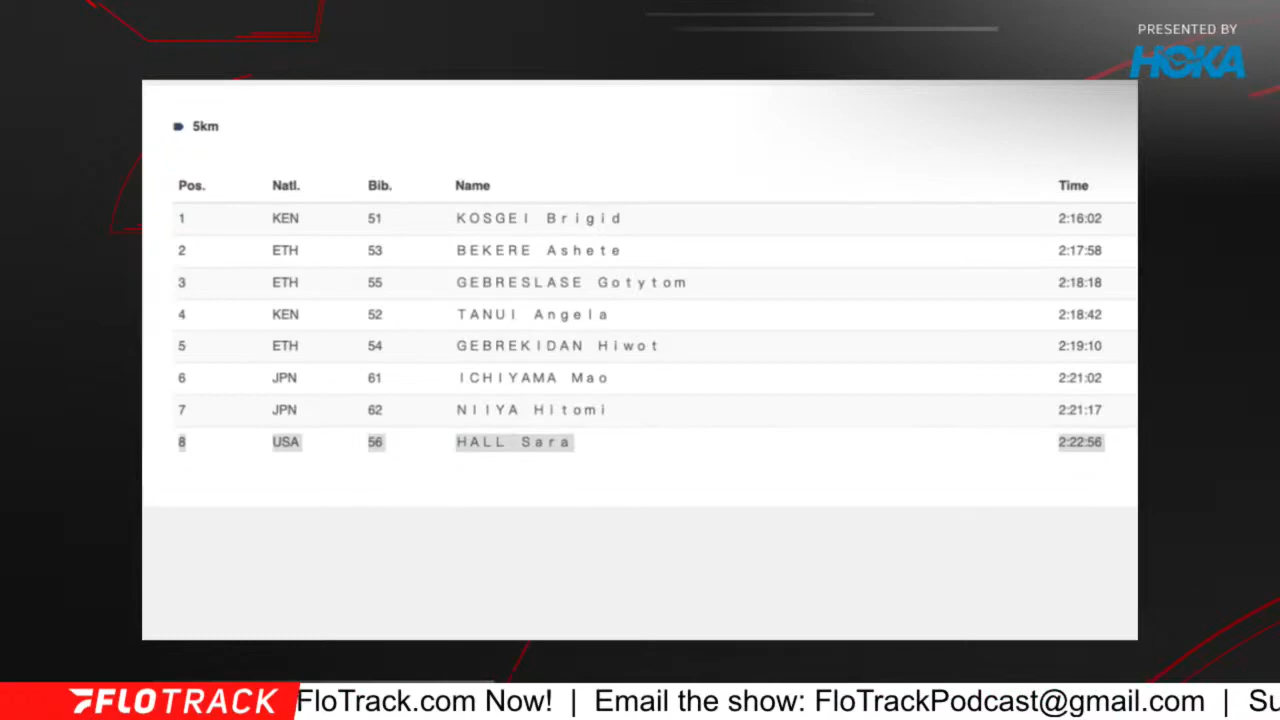 PRESENTED BY
HOKA
5km
Pos. Natl. Bib. Name Time
1 KEN 51 KOSGEI Brigid 2:16:02
2 ETH 53 BEKERE Ashete 2:17:58
3 ETH 55 GEBRESLASE Gotytom 2:18:18
4 KEN 52 TANUI Angela 2:18:42
5 ETH 54 GEBREKIDAN Hiwot 2:19:10
6 JPN 61 ICHIYAMA Mao 2:21:02
7 JPN 62 NIIYA Hitomi 2:21:17
8 USA 56 HALL Sara 2:22:56
FLOTRACK FloTrack.com Now! | Email the show: FloTrackPodcast@gmail.com | Su